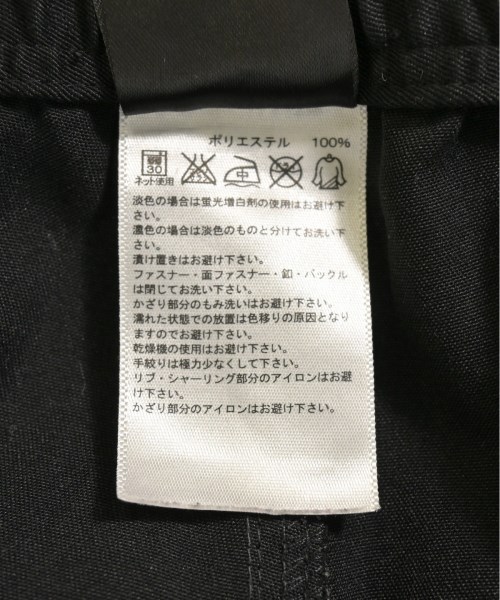 ポリエステル 100%
弱 30 中
ネット使用
淡色の場合は蛍光増白剤の使用はお避け下
さい。
濃色の場合は淡色のものと分けてお洗い下
さい。
漬け置きはお避け下さい。
ファスナー・面ファスナー・釦・バックル
は閉じてお洗い下さい。
かざり部分のもみ洗いはお避け下さい。
濡れた状態での放置は色移りの原因となり
ますのでお避け下さい。
乾燥機の使用はお避け下さい。
手絞りは極力少なくして下さい。
リブ・シャーリング部分のアイロンはお避
け下さい。
かざり部分のアイロンはお避け下さい。